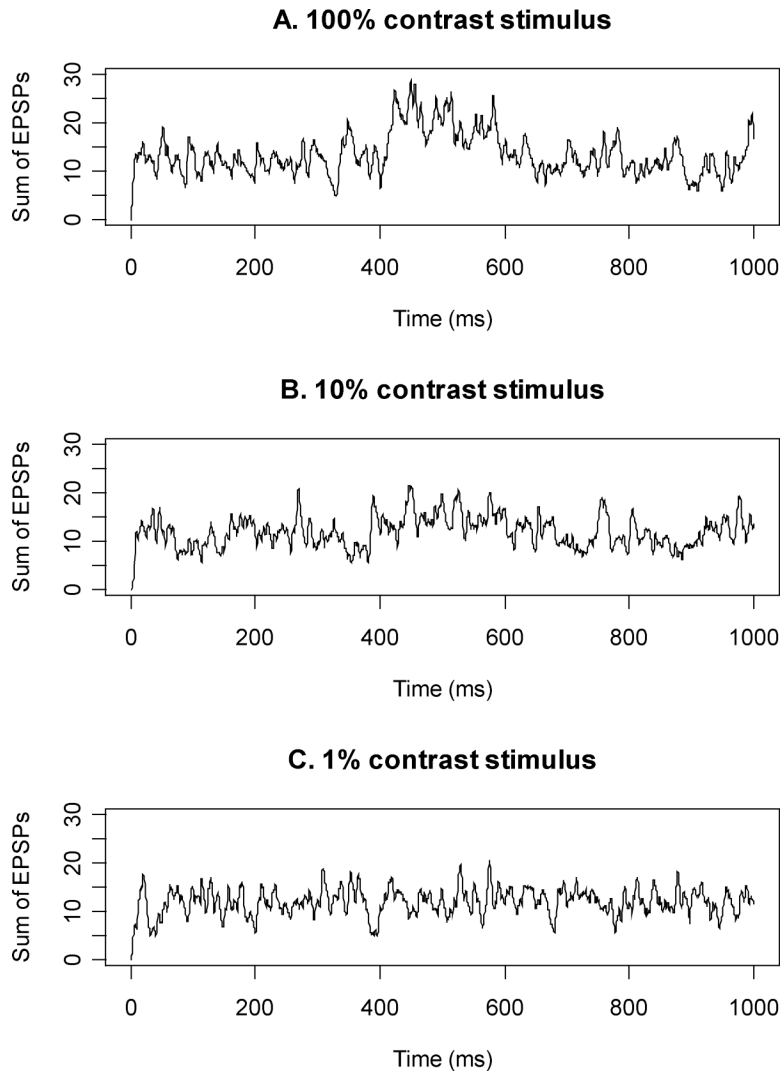 A. 100% contrast stimulus
Sum of EPSPs
30
20
10
0
0 200 400 600 800 1000
Time (ms)
B. 10% contrast stimulus
Sum of EPSPs
30
20
10
0
0 200 400 600 800 1000
Time (ms)
C. 1% contrast stimulus
Sum of EPSPs
30
20
10
0
0 200 400 600 800 1000
Time (ms)